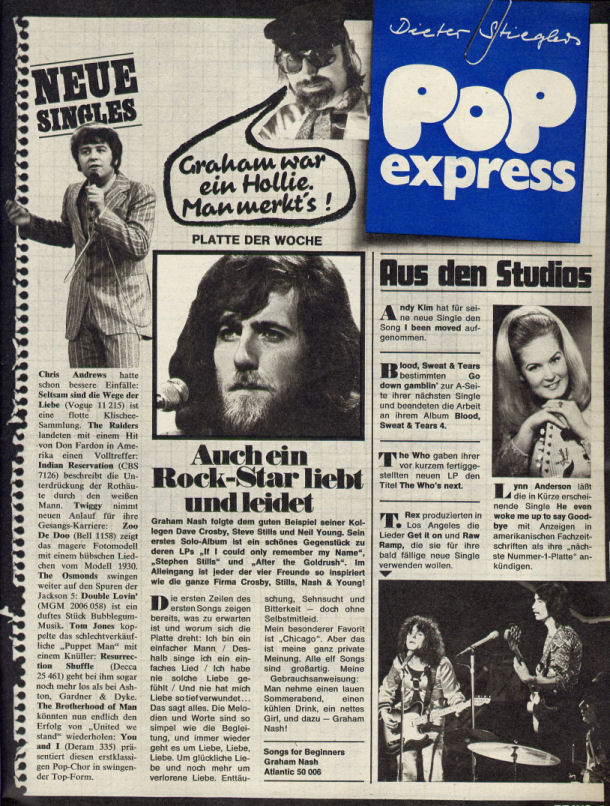 Dieter Stieglers
POP
express
NEUE
SINGLES
Graham war
ein Hollie.
Man merkt's !
PLATTE DER WOCHE
Chris Andrews hatte
schon bessere Einfälle:
Seltsam sind die Wege der
Liebe (Vogue 11 215) ist
eine flotte Klischee-
Sammlung. The Raiders
landeten mit einem Hit
von Don Fardon in Ame-
rika einen Volltreffer:
Indian Reservation (CBS
7126) beschreibt die Un-
terdrückung der Rothäu-
te durch den weißen
Mann. Twiggy nimmt
neuen Anlauf für ihre
Gesangs-Karriere: Zoo
De Doo (Bell 1158) zeigt
das magere Fotomodell
mit einem hübschen Lied-
chen vom Modell 1930.
The Osmonds swingen
weiter auf den Spuren der
Jackson 5: Double Lovin'
(MGM 2006 058) ist ein
duftes Stück Bubblegum-
Musik. Tom Jones kop-
pelte das schlechtverkäuf-
liche „Puppet Man" mit
einem Knüller: Resurrec-
tion Shuffle (Decca
25 461) geht bei ihm sogar
noch mehr los als bei Ash-
ton, Gardner & Dyke.
The Brotherhood of Man
könnten nun endlich den
Erfolg von „United we
stand" wiederholen: You
and I (Deram 335) prä-
sentiert diesen erstklassi-
gen Pop-Chor in swingen-
der Top-Form.
Auch ein
Rock-Star liebt
und leidet
Graham Nash folgte dem guten Beispiel seiner Kol-
legen Dave Crosby, Steve Stills und Neil Young. Sein
erstes Solo-Album ist ein schönes Gegenstück zu
deren LPs „If I could only remember my Name",
„Stephen Stills" und „After the Goldrush". Im
Alleingang ist jeder der vier Freunde so inspiriert
wie die ganze Firma Crosby, Stills, Nash & Young!
Die ersten Zeilen des
ersten Songs zeigen
bereits, was zu erwarten
ist und worum sich die
Platte dreht: Ich bin ein
einfacher Mann / Des-
halb singe ich ein ein-
faches Lied / Ich habe
nie solche Liebe ge-
fühlt / Und nie hat mich
Liebe so tief verwundet...
Das sagt alles. Die Melo-
dien und Worte sind so
simpel wie die Beglei-
tung, und immer wieder
geht es um Liebe, Liebe,
Liebe. Um glückliche Lie-
be und noch mehr um
verlorene Liebe. Enttäu-
schung, Sehnsucht und
Bitterkeit – doch ohne
Selbstmitleid.
Mein besonderer Favorit
ist „Chicago". Aber das
ist meine ganz private
Meinung. Alle elf Songs
sind großartig. Meine
Gebrauchsanweisung:
Man nehme einen lauen
Sommerabend, einen
kühlen Drink, ein nettes
Girl, und dazu – Graham
Nash!
Songs for Beginners
Graham Nash
Atlantic 50 006
Aus den Studios
Andy Kim hat für sei-
ne neue Single den
Song I been moved auf-
genommen.
Blood, Sweat & Tears
bestimmten Go
down gamblin' zur A-Sei-
te ihrer nächsten Single
und beendeten die Arbeit
an ihrem Album Blood,
Sweat & Tears 4.
The Who gaben ihrer
vor kurzem fertigge-
stellten neuen LP den
Titel The Who's next.
T. Rex produzierten in
Los Angeles die
Lieder Get it on und Raw
Ramp, die sie für ihre
bald fällige neue Single
verwenden wollen.
Lynn Anderson läßt
die in Kürze erschei-
nende Single He even
woke me up to say Good-
bye mit Anzeigen in
amerikanischen Fachzeit-
schriften als ihre „näch-
ste Nummer-1-Platte" an-
kündigen.